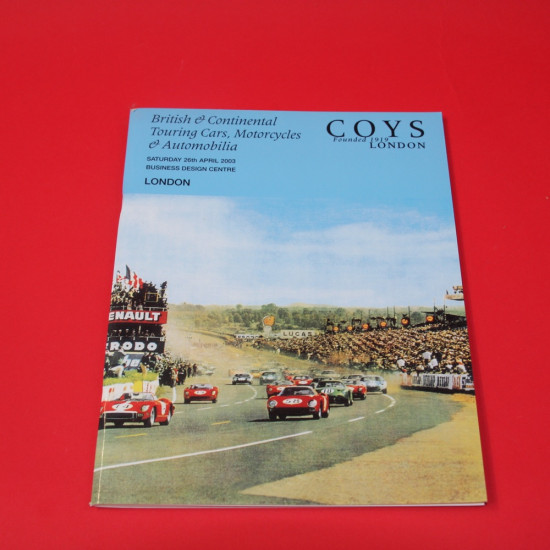 British & Continental
Touring Cars, Motorcycles
& Automobilia
SATURDAY 26th APRIL 2003
BUSINESS DESIGN CENTRE
LONDON
COYS
Founded 1919
LONDON
RENAULT
LUCAS